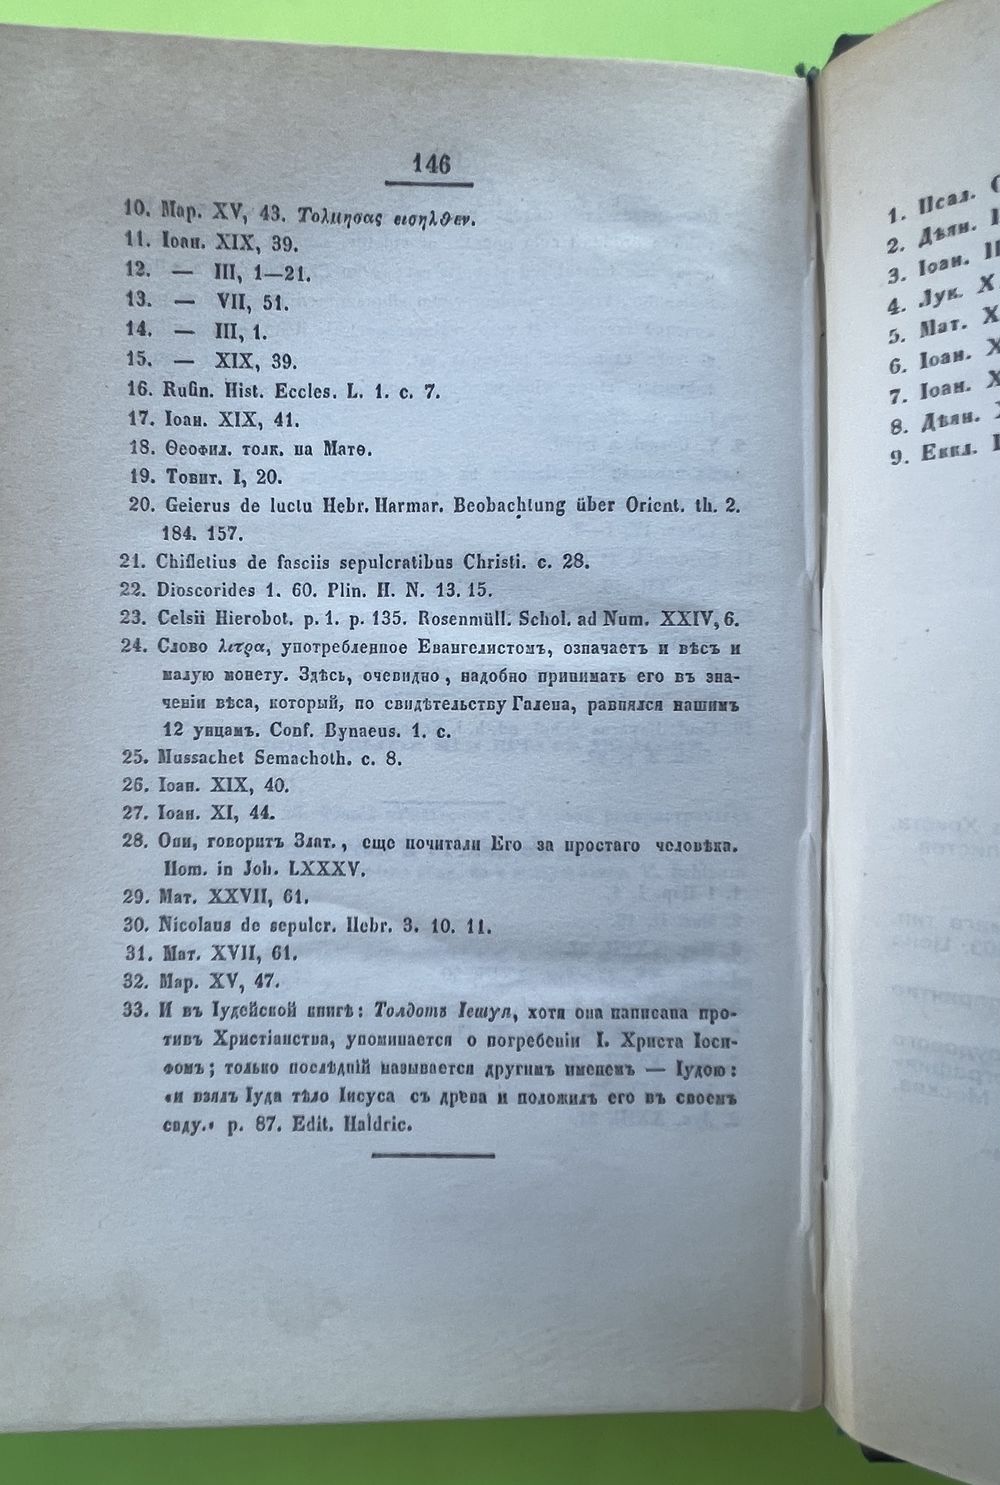 146
10. Мар. XV, 43. Τολμησας εισηλθεν.
11. Іоан. XIX, 39.
12. — III, 1—21.
13. — VII, 51.
14. — III, 1.
15. — XIX, 39.
16. Rufin. Hist. Eccles. L. 1. c. 7.
17. Іоан. XIX, 41.
18. Ѳеофил. толк. на Матѳ.
19. Товит. I, 20.
20. Geierus de luctu Hebr. Harmar. Beobachtung über Orient. th. 2.
184. 157.
21. Chifletius de fasciis sepulcratibus Christi. c. 28.
22. Dioscorides 1. 60. Plin. H. N. 13. 15.
23. Celsii Hierobot. p. 1. p. 135. Rosenmüll. Schol. ad Num. XXIV, 6.
24. Слово λιτρα, употребленное Евангелистомъ, означаетъ и вѣсъ и
малую монету. Здѣсь, очевидно, надобно принимать его въ зна-
ченіи вѣса, который, по свидѣтельству Галена, равнялся нашимъ
12 унцамъ. Conf. Bynaeus. 1. c.
25. Massachet Semachoth. c. 8.
26. Іоан. XIX, 40.
27. Іоан. XI, 44.
28. Они, говоритъ Злат., еще почитали Его за простаго человѣка.
Hom. in Joh. LXXXV.
29. Мат. XXVII, 61.
30. Nicolaus de sepulcr. Hebr. 3. 10. 11.
31. Мат. XVII, 61.
32. Мар. XV, 47.
33. И въ Іудейской книгѣ: Толдотъ Іешуа, хотя она написана про-
тивъ Христіанства, упоминается о погребеніи І. Христа Іоси-
фомъ; только послѣдній называется другимъ именемъ — Іудою:
«и взялъ Іуда тѣло Іисуса съ древа и положилъ его въ своемъ
саду.» p. 87. Edit. Haldric.
1. Псал.
2. Дѣян.
3. Іоан.
4. Лук. X
5. Мат. X
6. Іоан. X
7. Іоан. X
8. Дѣян.
9. Еккл.